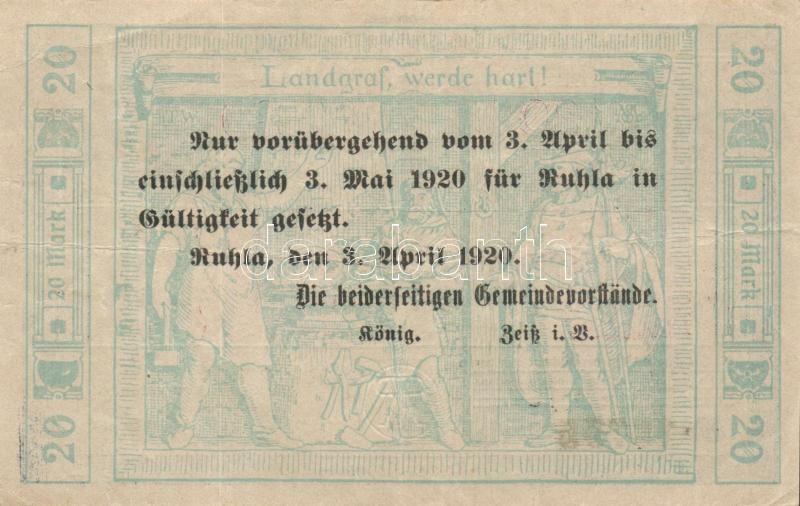 Landgraf, werde hart!
Nur vorübergehend vom 3. April bis
einschließlich 3. Mai 1920 für Ruhla in
Gültigkeit gesetzt.
Ruhla, den 3. April 1920.
Die beiderseitigen Gemeindevorstände.
König. Zeiß i. V.
20
20 Mark
20
20
20 Mark
20
darabanth